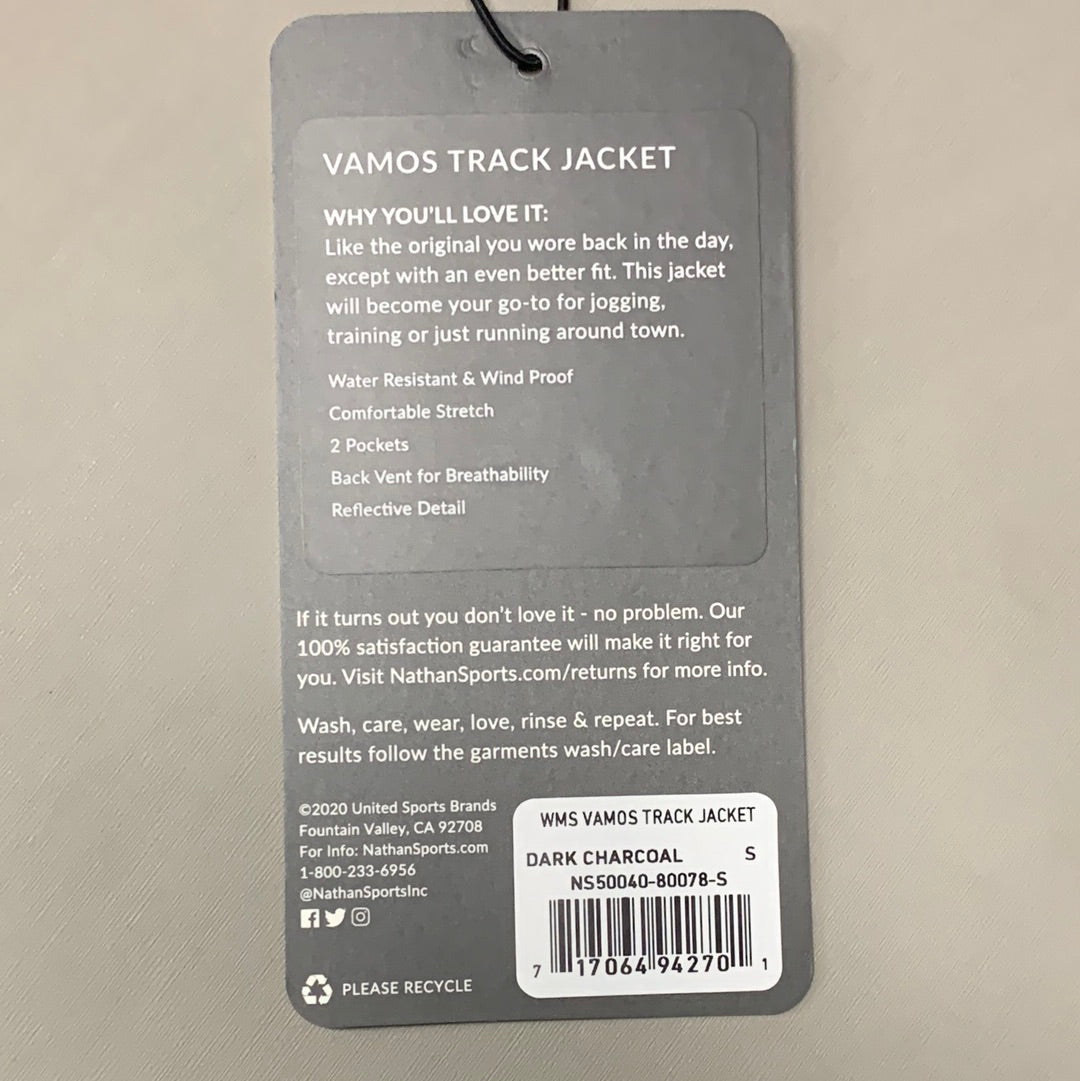 VAMOS TRACK JACKET
WHY YOU'LL LOVE IT:
Like the original you wore back in the day,
except with an even better fit. This jacket
will become your go-to for jogging,
training or just running around town.
Water Resistant & Wind Proof
Comfortable Stretch
2 Pockets
Back Vent for Breathability
Reflective Detail
If it turns out you don't love it - no problem. Our
100% satisfaction guarantee will make it right for
you. Visit NathanSports.com/returns for more info.
Wash, care, wear, love, rinse & repeat. For best
results follow the garments wash/care label.
©2020 United Sports Brands
Fountain Valley, CA 92708
For Info: NathanSports.com
1-800-233-6956
@NathanSportsInc
PLEASE RECYCLE
WMS VAMOS TRACK JACKET
DARK CHARCOAL S
NS50040-80078-S
7 17064 94270 1